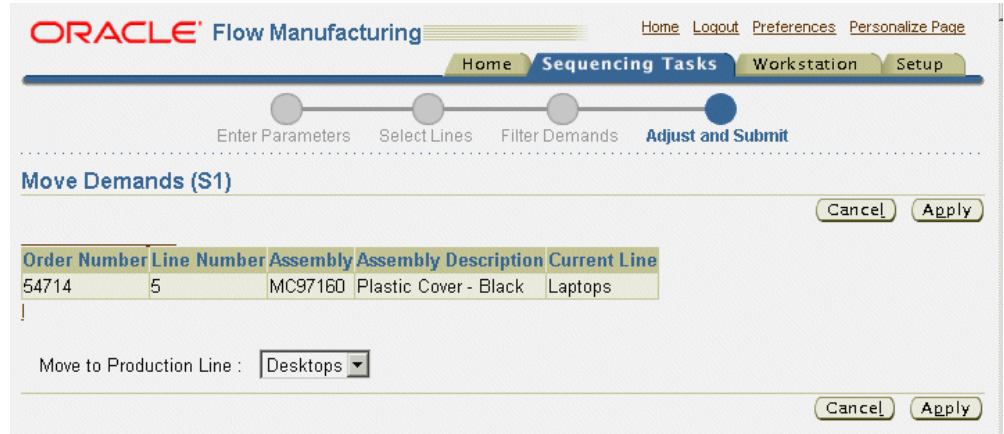 ORACLE Flow Manufacturing Home Logout Preferences Personalize Page
Home Sequencing Tasks Workstation Setup
Enter Parameters Select Lines Filter Demands Adjust and Submit
Move Demands (S1)
Cancel Apply
Order Number Line Number Assembly Assembly Description Current Line
54714 5 MC97160 Plastic Cover - Black Laptops
Move to Production Line : Desktops
Cancel Apply